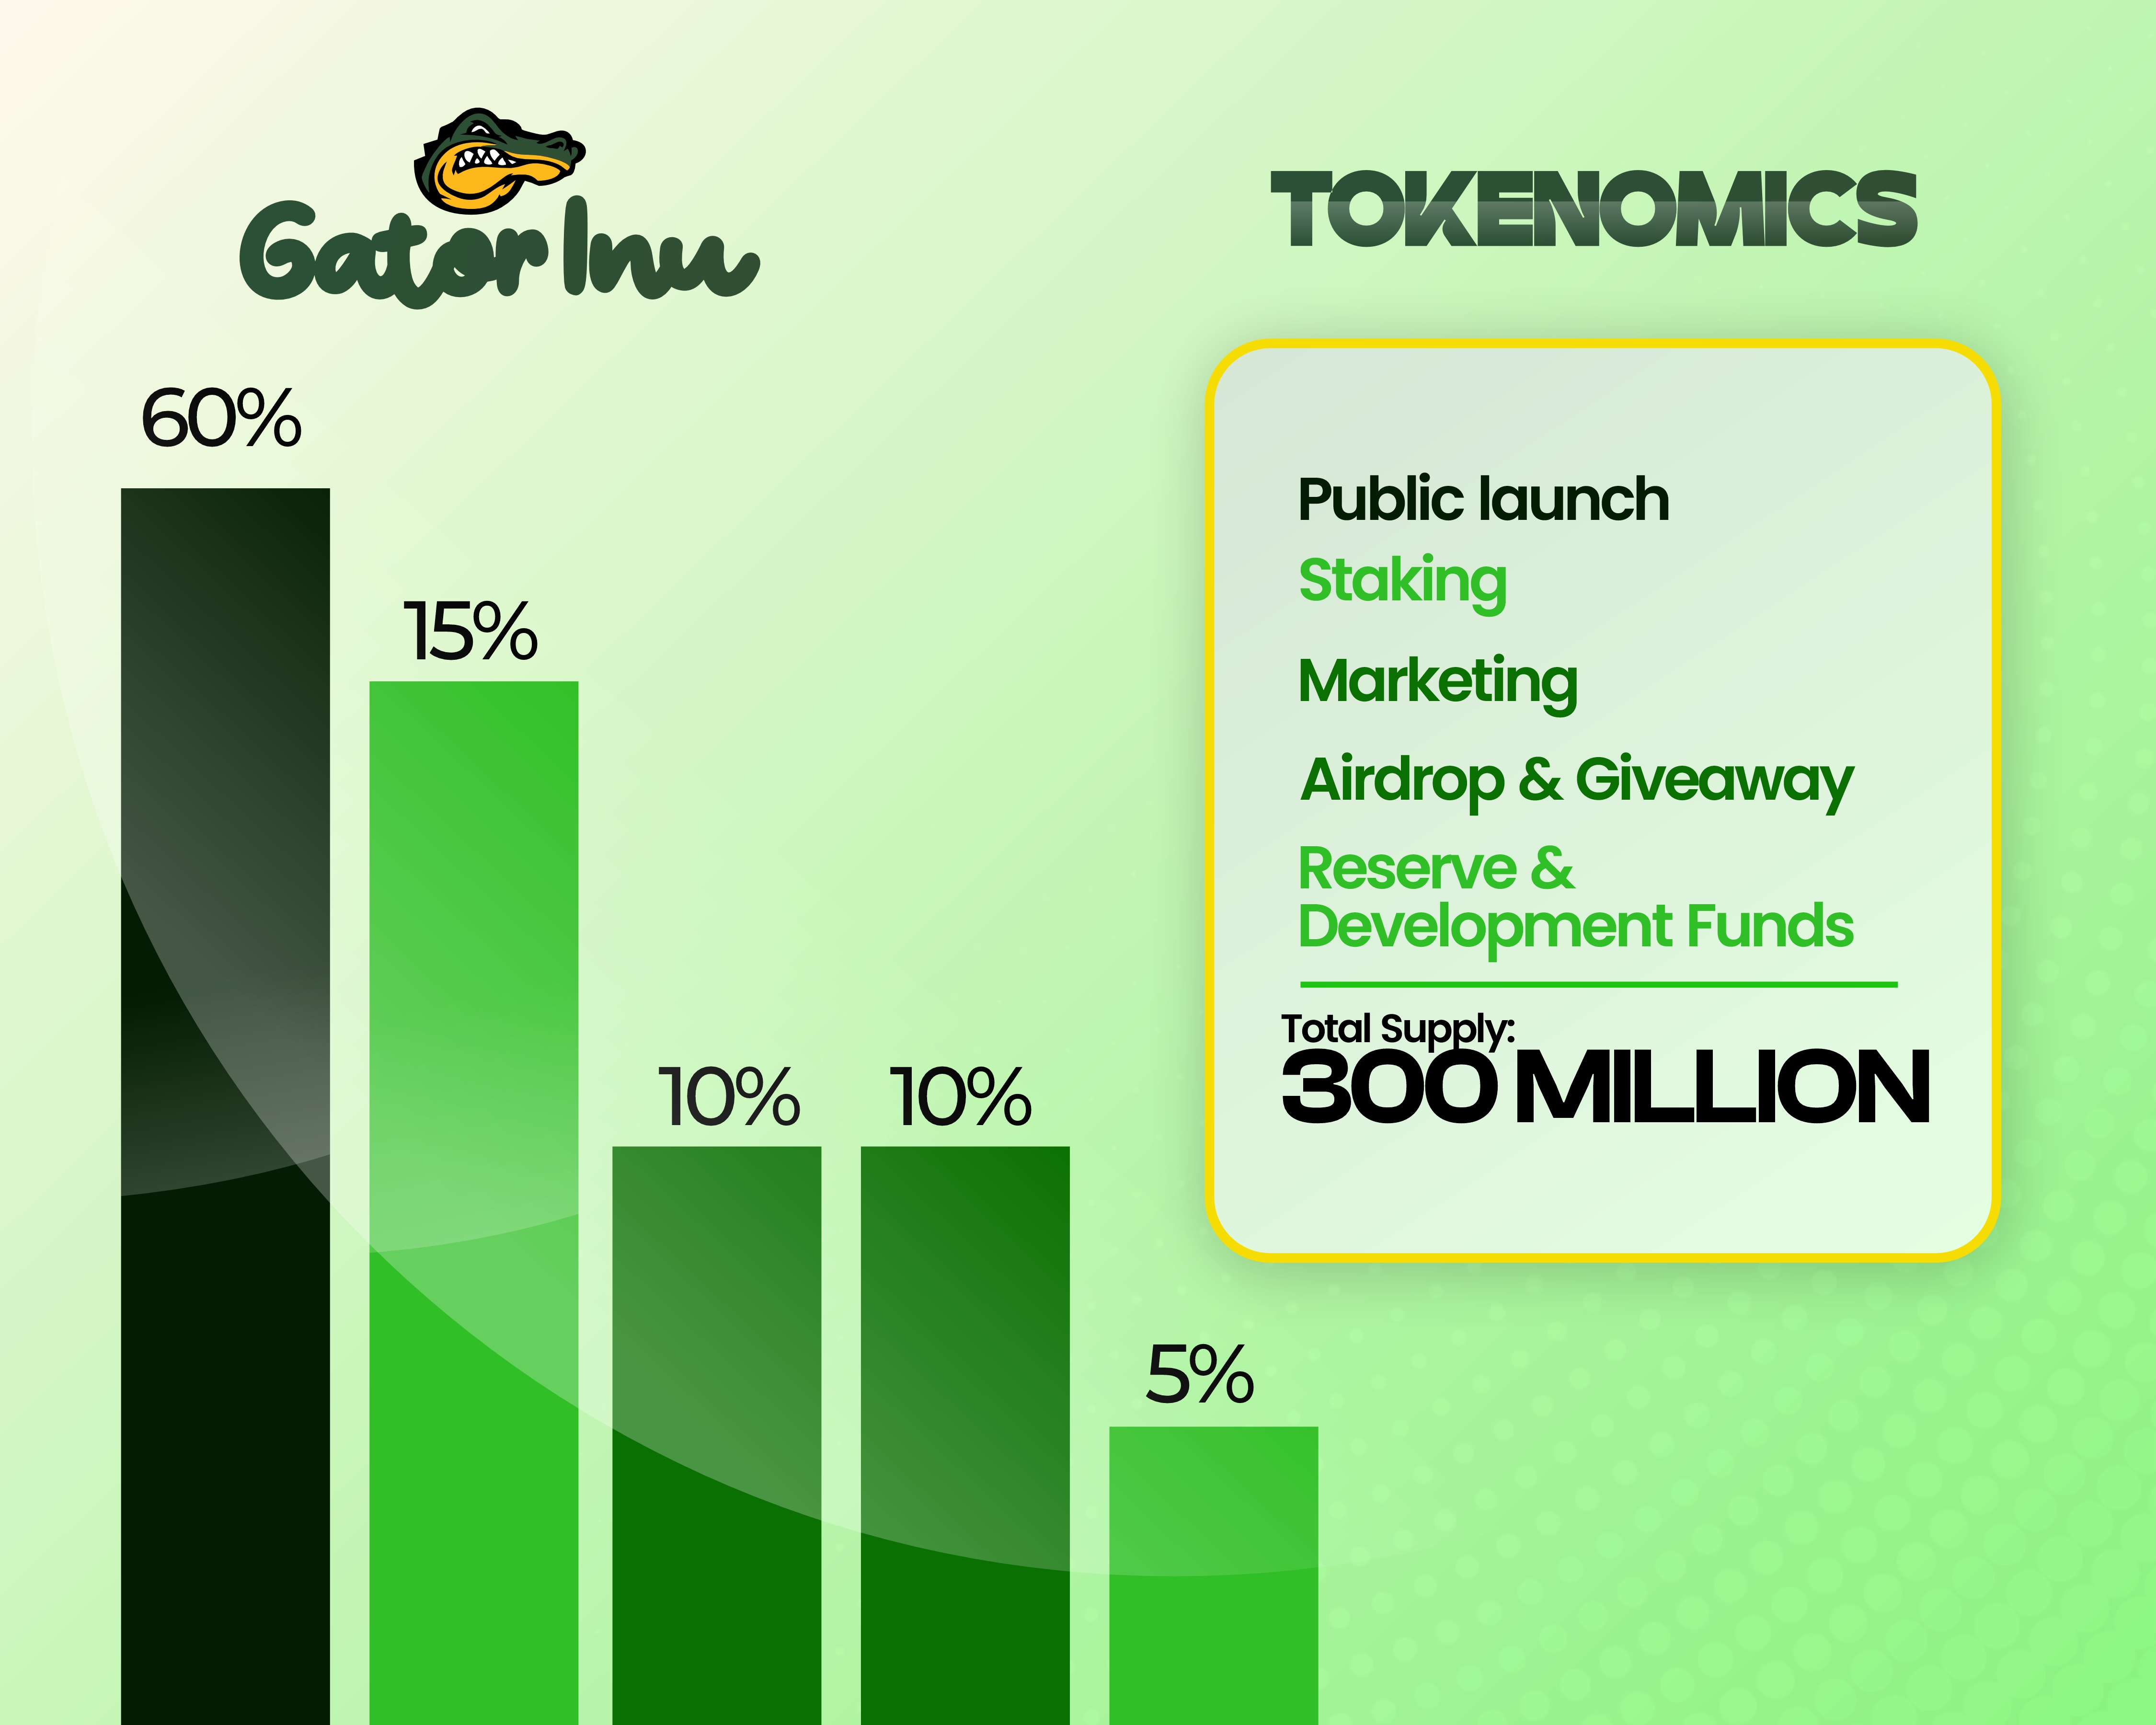 Gator Inu
TOKENOMICS
60%
15%
10%
10%
5%
Public launch
Staking
Marketing
Airdrop & Giveaway
Reserve &
Development Funds
Total Supply:
300 MILLION